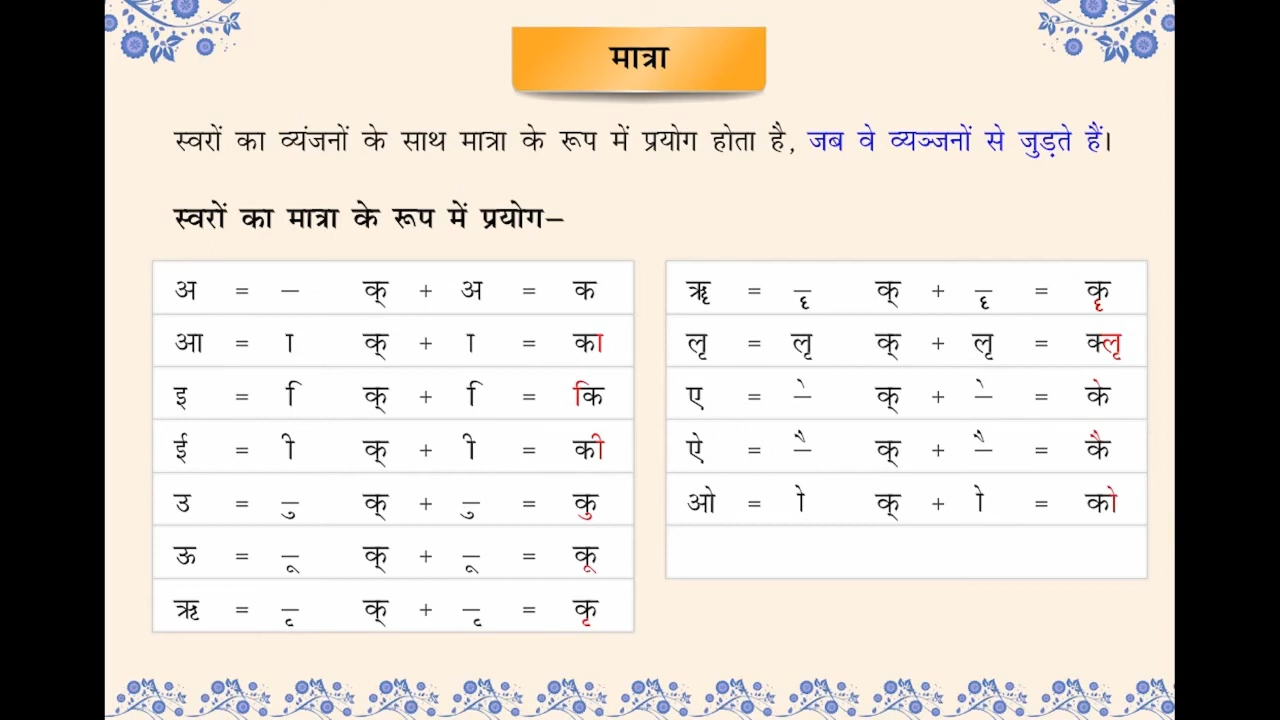 मात्रा
स्वरों का व्यंजनों के साथ मात्रा के रूप में प्रयोग होता है, जब वे व्यञ्जनों से जुड़ते हैं।
स्वरों का मात्रा के रूप में प्रयोग–
अ = – क् + अ = क
आ = ा क् + ा = का
इ = ि क् + ि = कि
ई = ी क् + ी = की
उ = ु क् + ु = कु
ऊ = ू क् + ू = कू
ऋ = ृ क् + ृ = कृ
ॠ = ॄ क् + ॄ = कॄ
लृ = लृ क् + लृ = क्लृ
ए = े क् + े = के
ऐ = ै क् + ै = कै
ओ = ो क् + ो = को